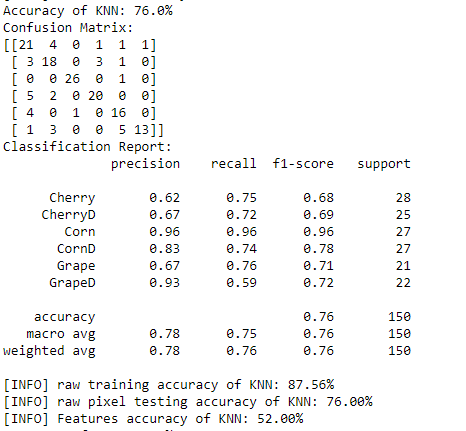 Accuracy of KNN: 76.0%
Confusion Matrix:
[[21  4  0  1  1  1]
 [ 3 18  0  3  1  0]
 [ 0  0 26  0  1  0]
 [ 5  2  0 20  0  0]
 [ 4  0  1  0 16  0]
 [ 1  3  0  0  5 13]]
Classification Report:
              precision    recall  f1-score   support
      Cherry       0.62      0.75      0.68        28
     CherryD       0.67      0.72      0.69        25
        Corn       0.96      0.96      0.96        27
       CornD       0.83      0.74      0.78        27
       Grape       0.67      0.76      0.71        21
      GrapeD       0.93      0.59      0.72        22
    accuracy                           0.76       150
   macro avg       0.78      0.75      0.76       150
weighted avg       0.78      0.76      0.76       150
[INFO] raw training accuracy of KNN: 87.56%
[INFO] raw pixel testing accuracy of KNN: 76.00%
[INFO] Features accuracy of KNN: 52.00%